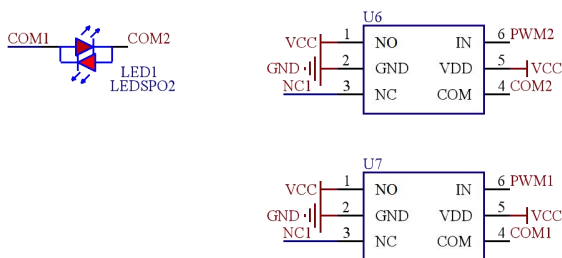 COM1
COM2
LED1
LEDSPO2
U6
VCC 1 NO IN 6 PWM2
GND 2 GND VDD 5 VCC
NC1 3 NC COM 4 COM2
U7
VCC 1 NO IN 6 PWM1
GND 2 GND VDD 5 VCC
NC1 3 NC COM 4 COM1